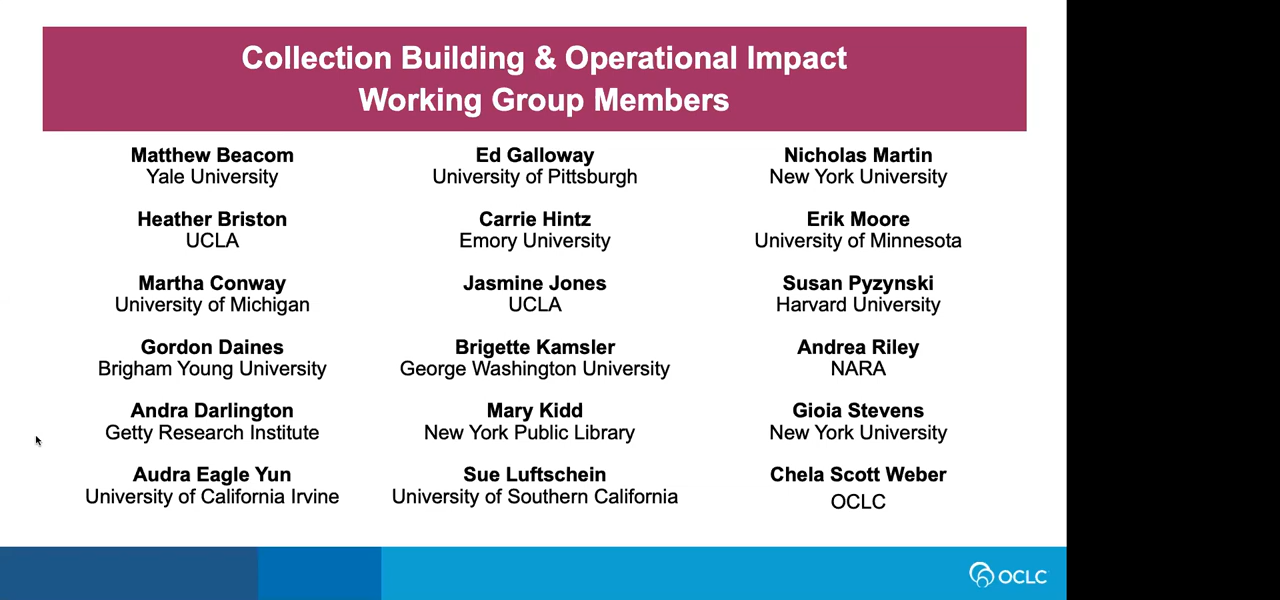 Collection Building & Operational Impact
Working Group Members
Matthew Beacom
Yale University
Heather Briston
UCLA
Martha Conway
University of Michigan
Gordon Daines
Brigham Young University
Andra Darlington
Getty Research Institute
Audra Eagle Yun
University of California Irvine
Ed Galloway
University of Pittsburgh
Carrie Hintz
Emory University
Jasmine Jones
UCLA
Brigette Kamsler
George Washington University
Mary Kidd
New York Public Library
Sue Luftschein
University of Southern California
Nicholas Martin
New York University
Erik Moore
University of Minnesota
Susan Pyzynski
Harvard University
Andrea Riley
NARA
Gioia Stevens
New York University
Chela Scott Weber
OCLC
OCLC